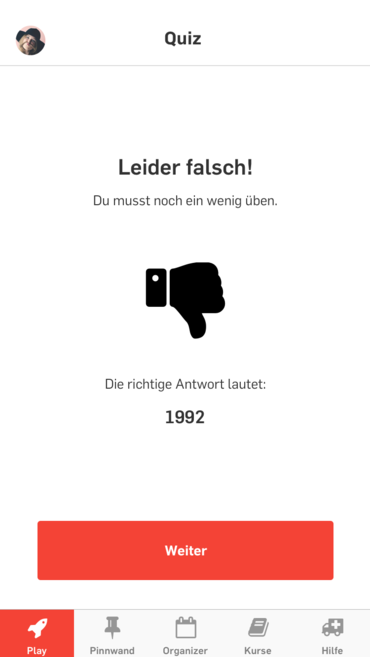 Quiz
Leider falsch!
Du musst noch ein wenig üben.
Die richtige Antwort lautet:
1992
Weiter
Play
Pinnwand
Organizer
Kurse
Hilfe